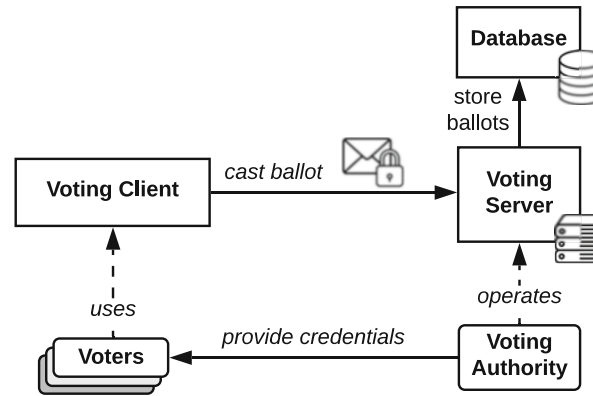 Database
store
ballots
cast ballot
Voting Client
Voting
Server
uses
operates
provide credentials
Voters
Voting
Authority